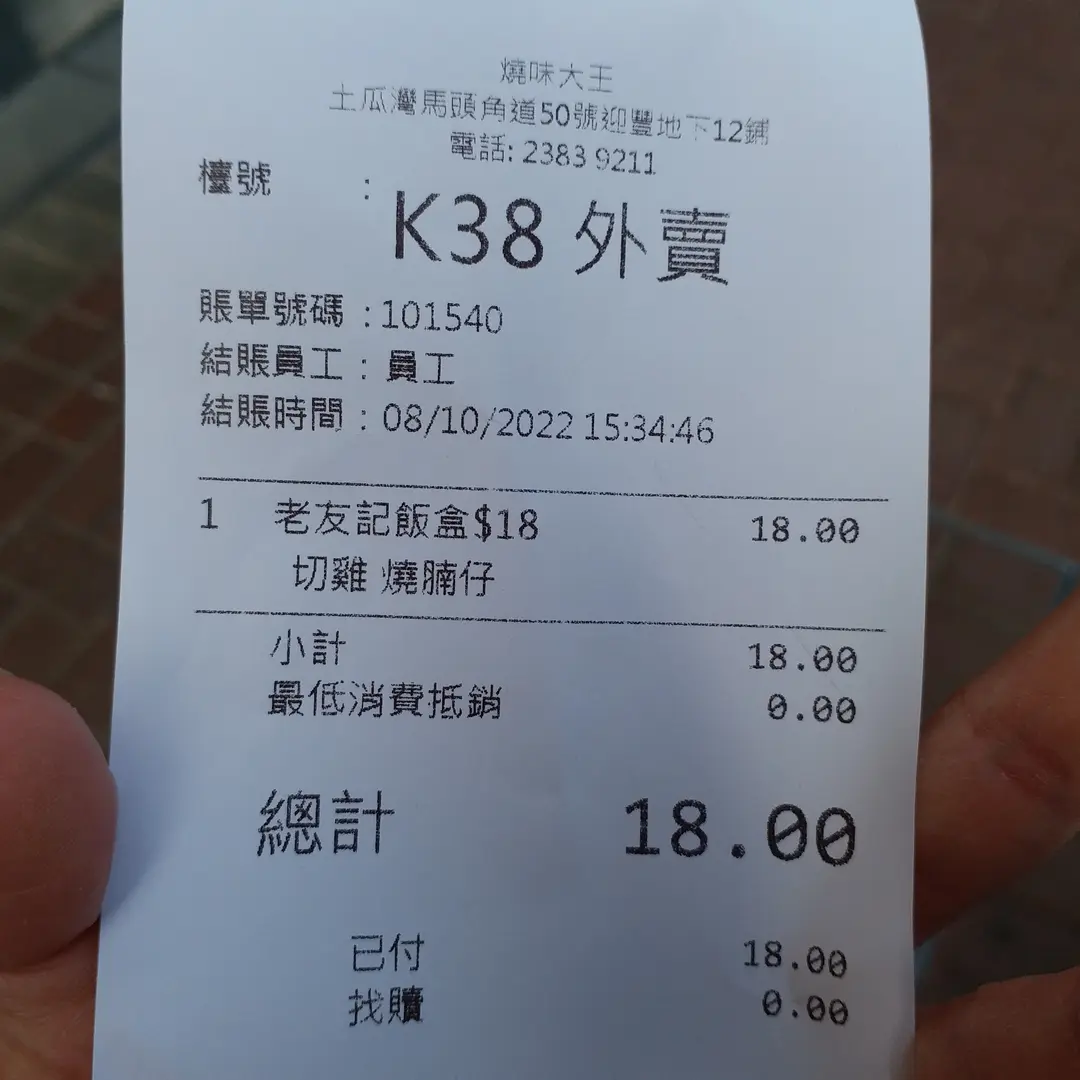 燒味大王
土瓜灣馬頭角道50號迎豐地下12鋪
電話: 2383 9211
檯號 : K38 外賣
賬單號碼 : 101540
結賬員工 : 員工
結賬時間 : 08/10/2022 15:34:46
1 老友記飯盒$18 18.00
切雞 燒腩仔
小計 18.00
最低消費抵銷 0.00
總計 18.00
已付 18.00
找贖 0.00